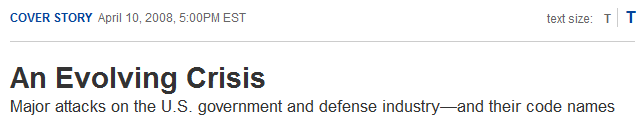 COVER STORY April 10, 2008, 5:00PM EST text size: T T
An Evolving Crisis
Major attacks on the U.S. government and defense industry—and their code names